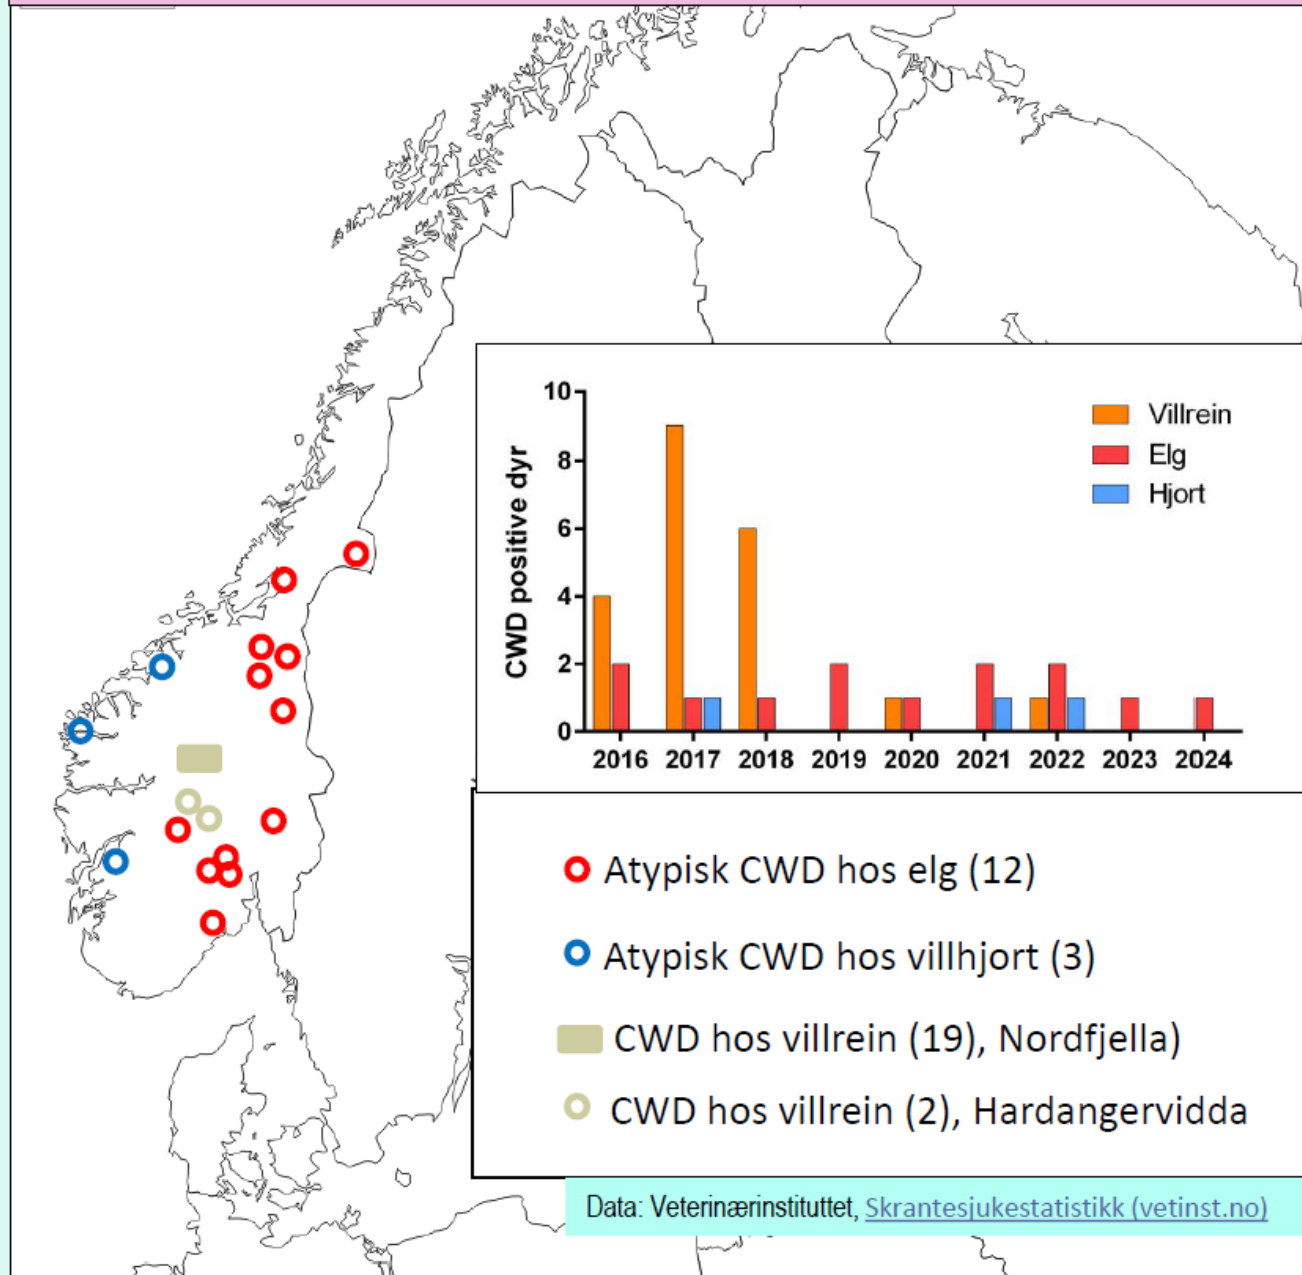 10
8
6
4
2
0
CWD positive dyr
Villrein
Elg
Hjort
2016 2017 2018 2019 2020 2021 2022 2023 2024
Atypisk CWD hos elg (12)
Atypisk CWD hos villhjort (3)
CWD hos villrein (19), Nordfjella)
CWD hos villrein (2), Hardangervidda
Data: Veterinærinstituttet, Skrantesjukestatistikk (vetinst.no)